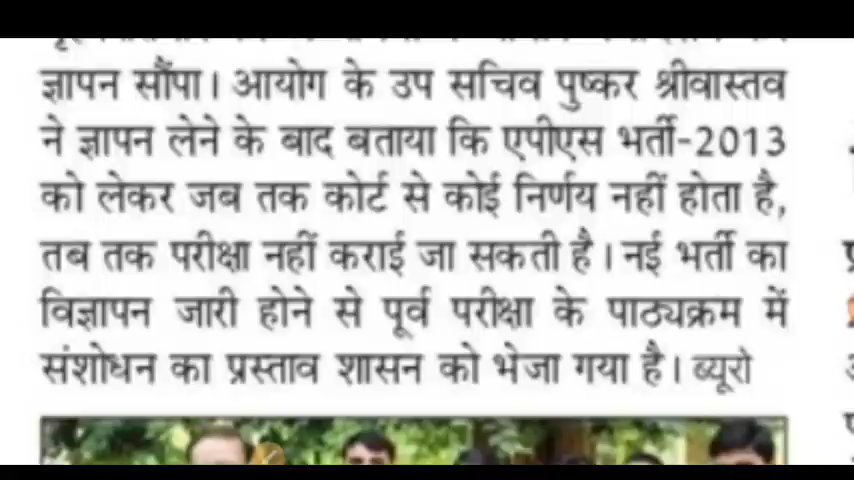 ज्ञापन सौंपा। आयोग के उप सचिव पुष्कर श्रीवास्तव
ने ज्ञापन लेने के बाद बताया कि एपीएस भर्ती-2013
को लेकर जब तक कोर्ट से कोई निर्णय नहीं होता है,
तब तक परीक्षा नहीं कराई जा सकती है। नई भर्ती का
विज्ञापन जारी होने से पूर्व परीक्षा के पाठ्यक्रम में
संशोधन का प्रस्ताव शासन को भेजा गया है। ब्यूरो